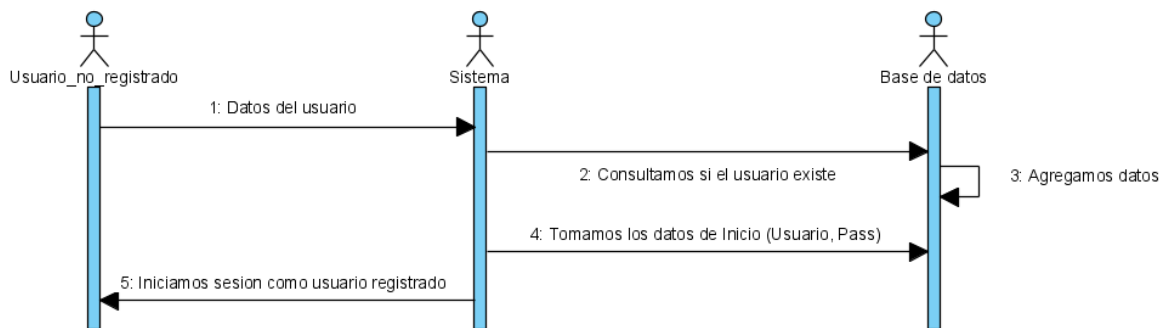 Usuario_no_registrado
Sistema
Base de datos
1: Datos del usuario
2: Consultamos si el usuario existe
3: Agregamos datos
4: Tomamos los datos de Inicio (Usuario, Pass)
5: Iniciamos sesion como usuario registrado